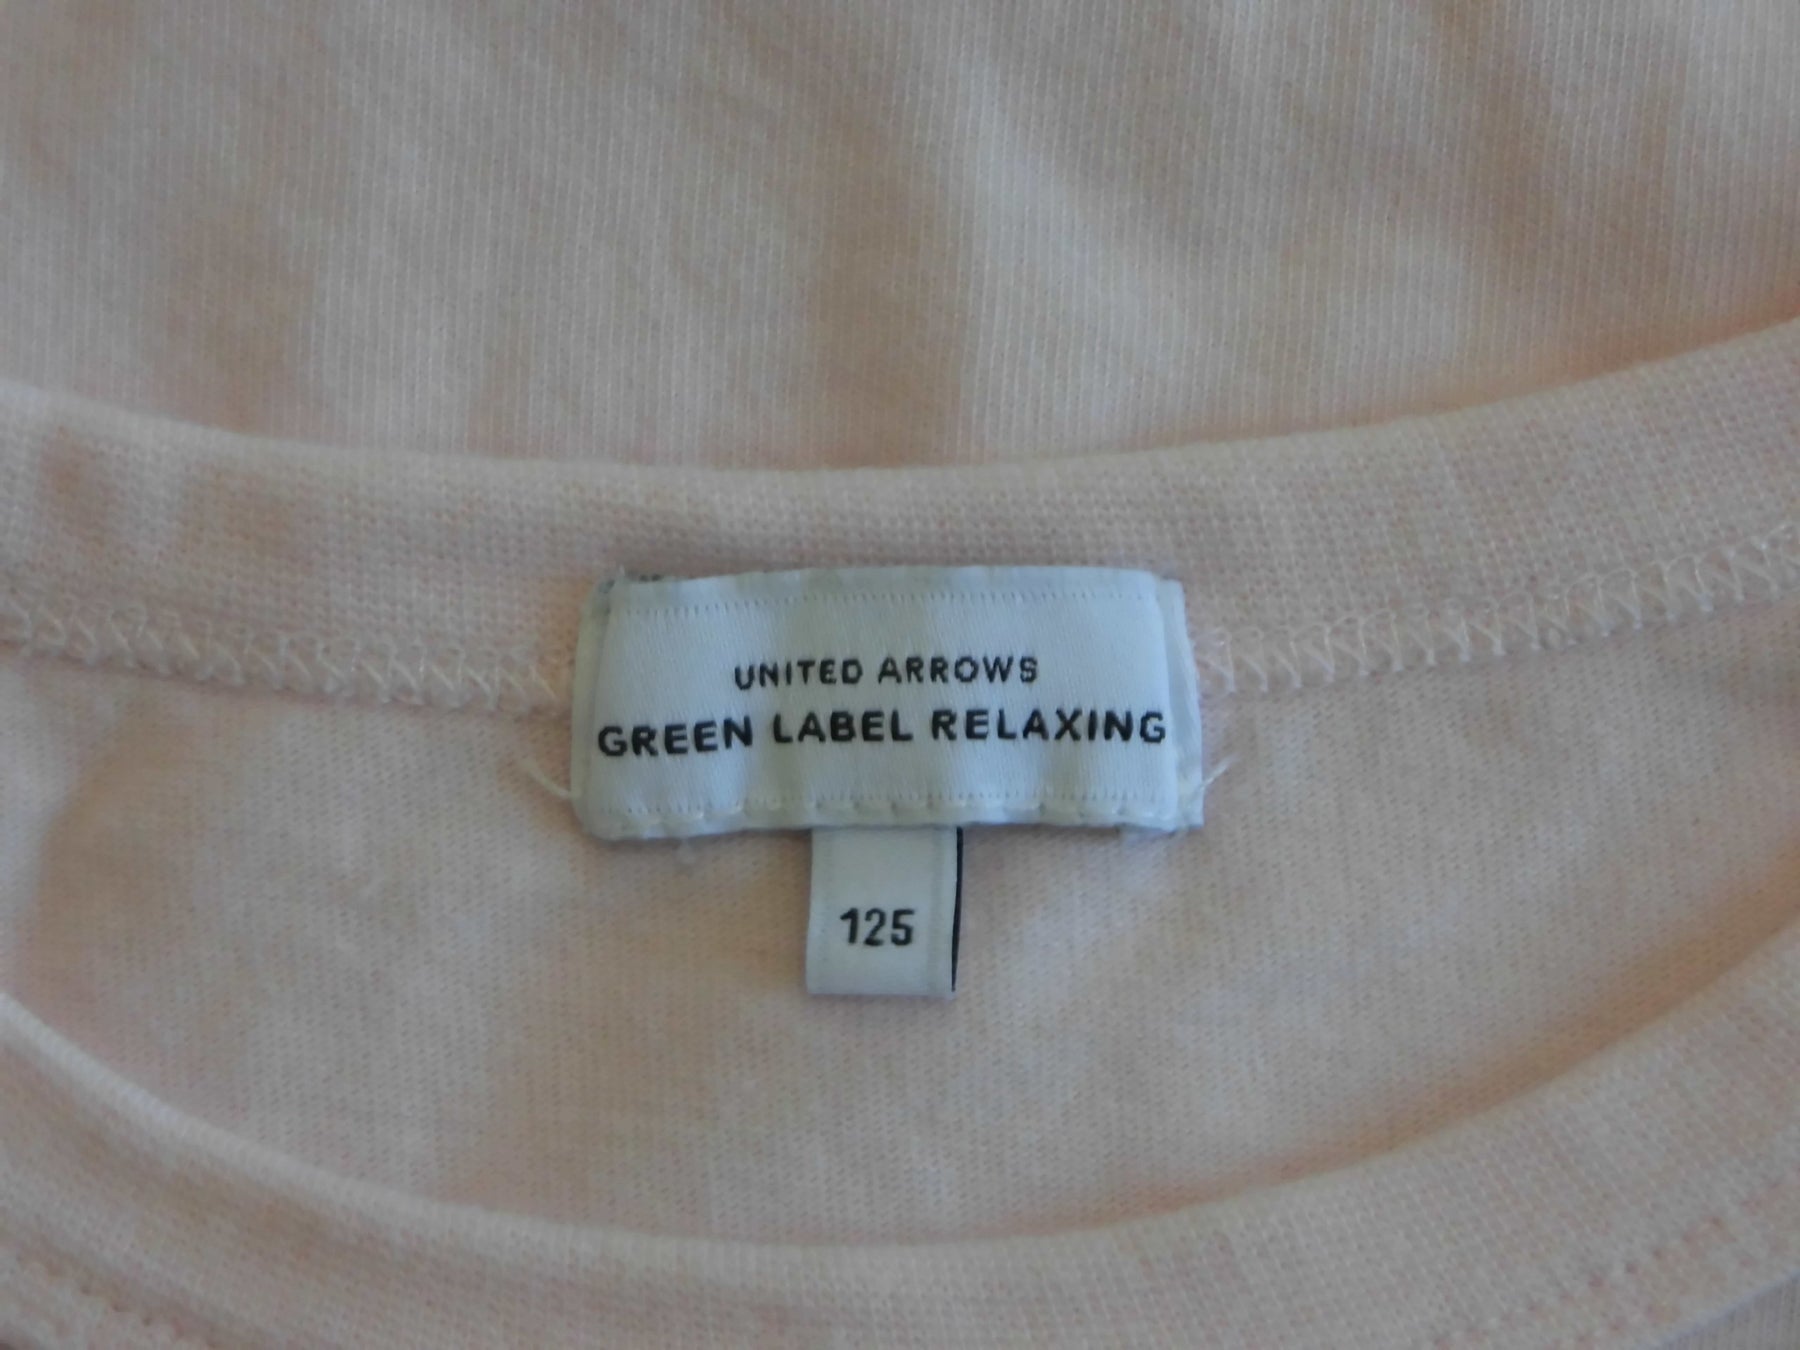 UNITED ARROWS
GREEN LABEL RELAXING
125